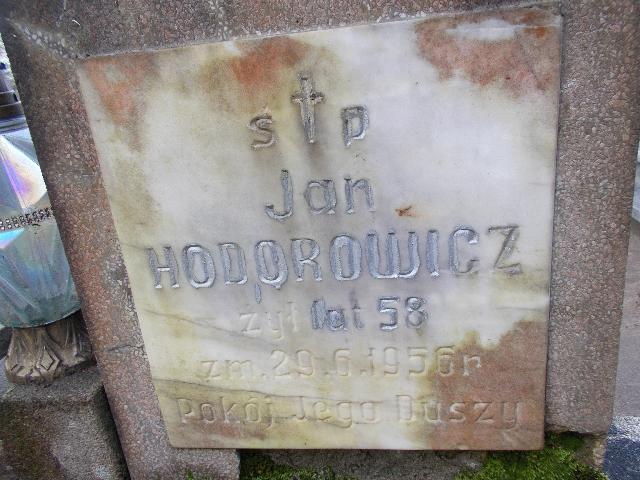 ś p
Jan
HODOROWICZ
żył lat 58
zm. 29.6.1956 r
Pokój Jego Duszy